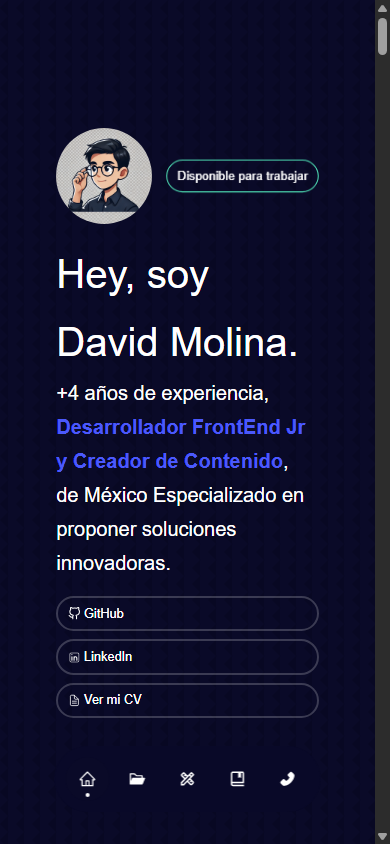 Disponible para trabajar
Hey, soy
David Molina.
+4 años de experiencia,
Desarrollador FrontEnd Jr
y Creador de Contenido,
de México Especializado en
proponer soluciones
innovadoras.
GitHub
LinkedIn
Ver mi CV